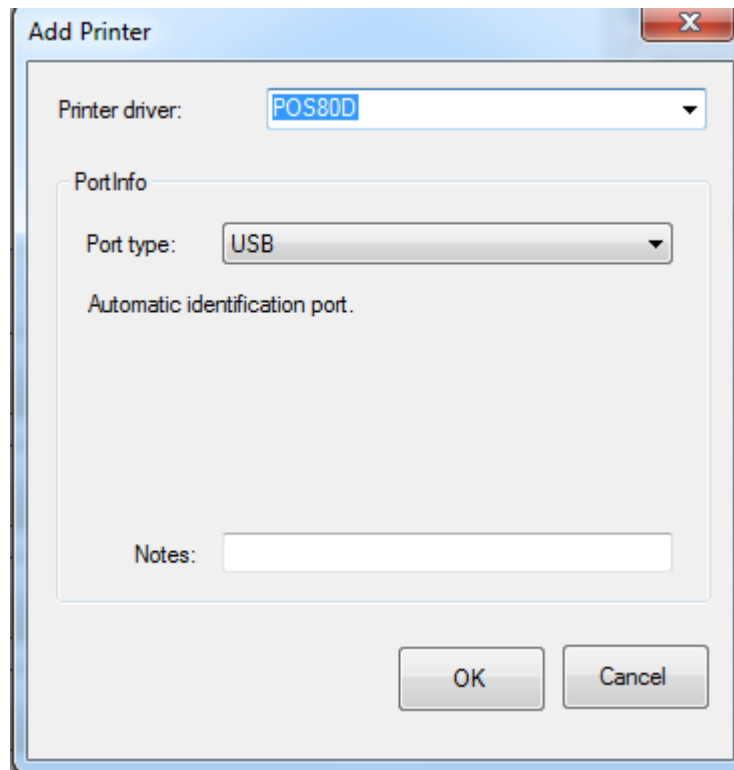 Add Printer
Printer driver: POS80D
PortInfo
Port type: USB
Automatic identification port.
Notes:
OK Cancel